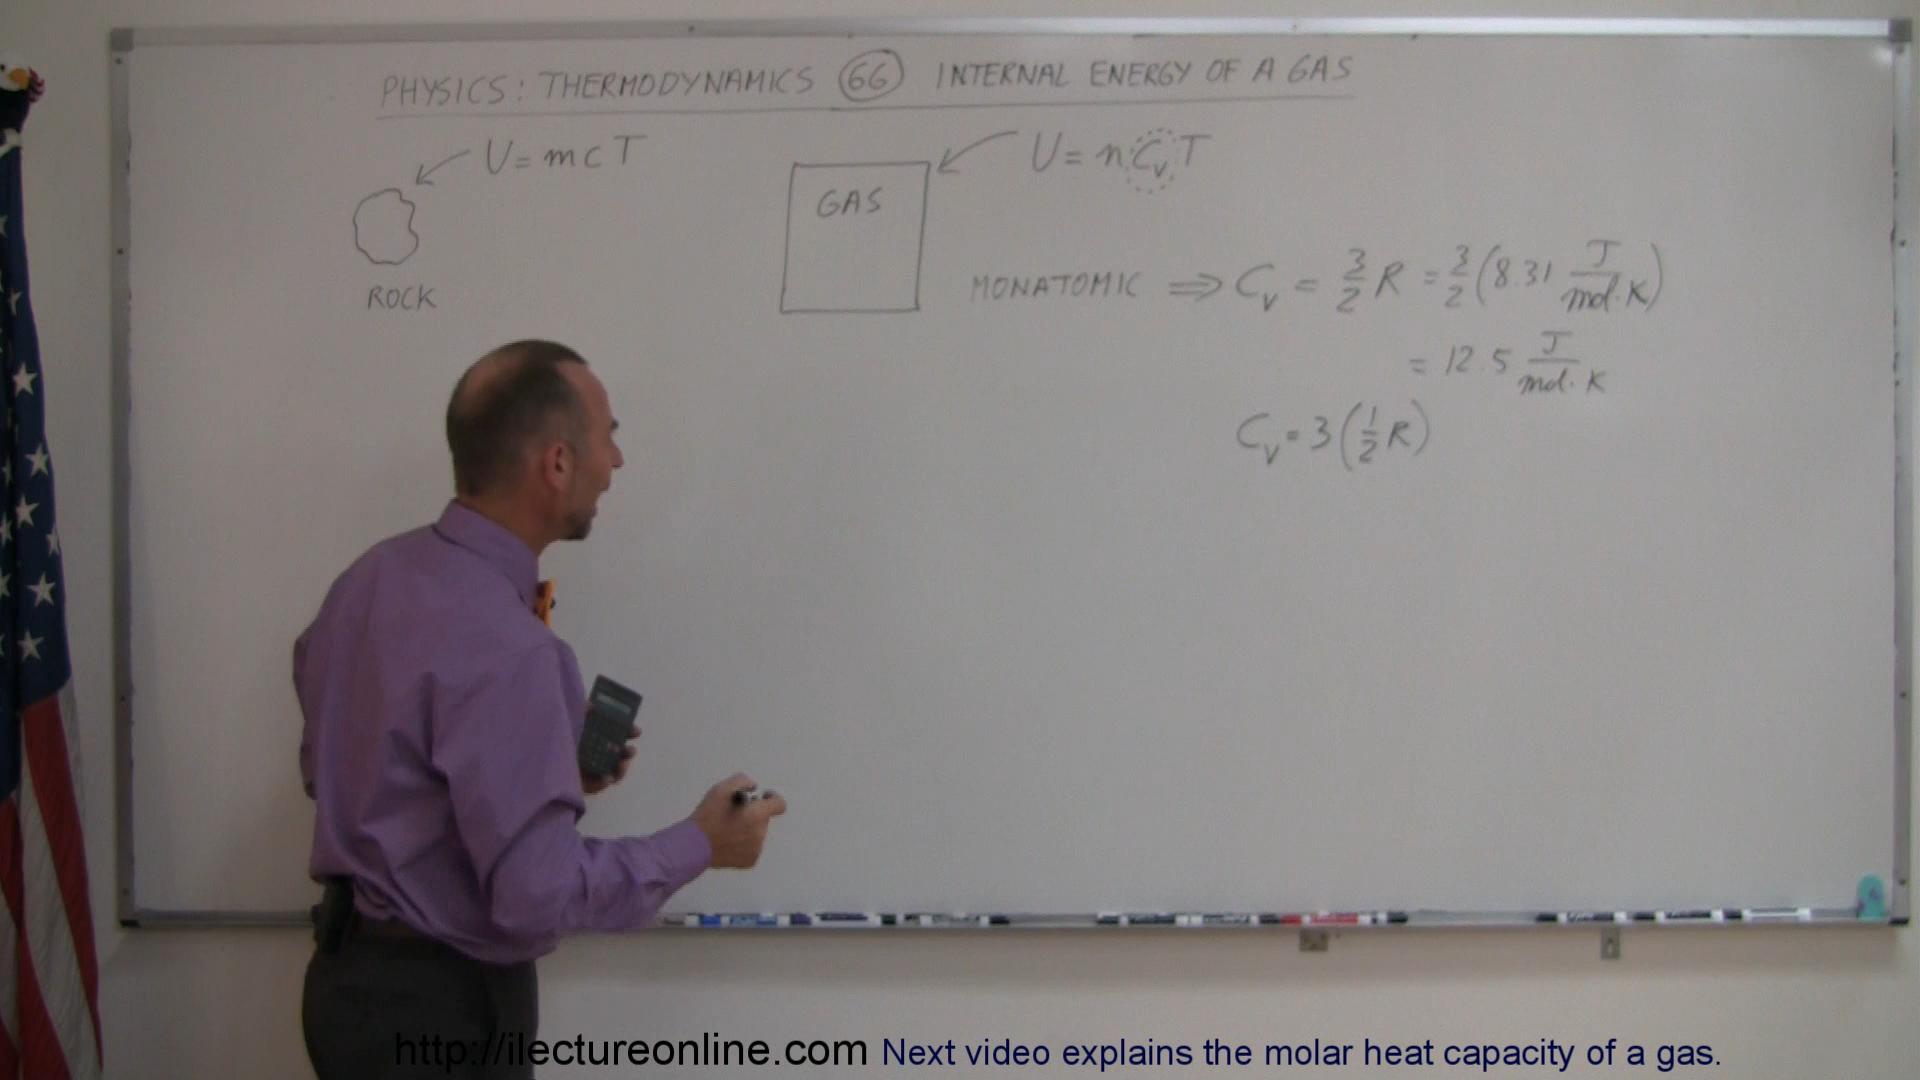 PHYSICS: THERMODYNAMICS 66 INTERNAL ENERGY OF A GAS
U = mcT
U = nCᵥT
GAS
ROCK
MONATOMIC ⇒ Cᵥ = 3/2 R = 3/2 (8.31 J/mol·K)
= 12.5 J/mol·K
Cᵥ = 3(1/2 R)
http://ilectureonline.com Next video explains the molar heat capacity of a gas.